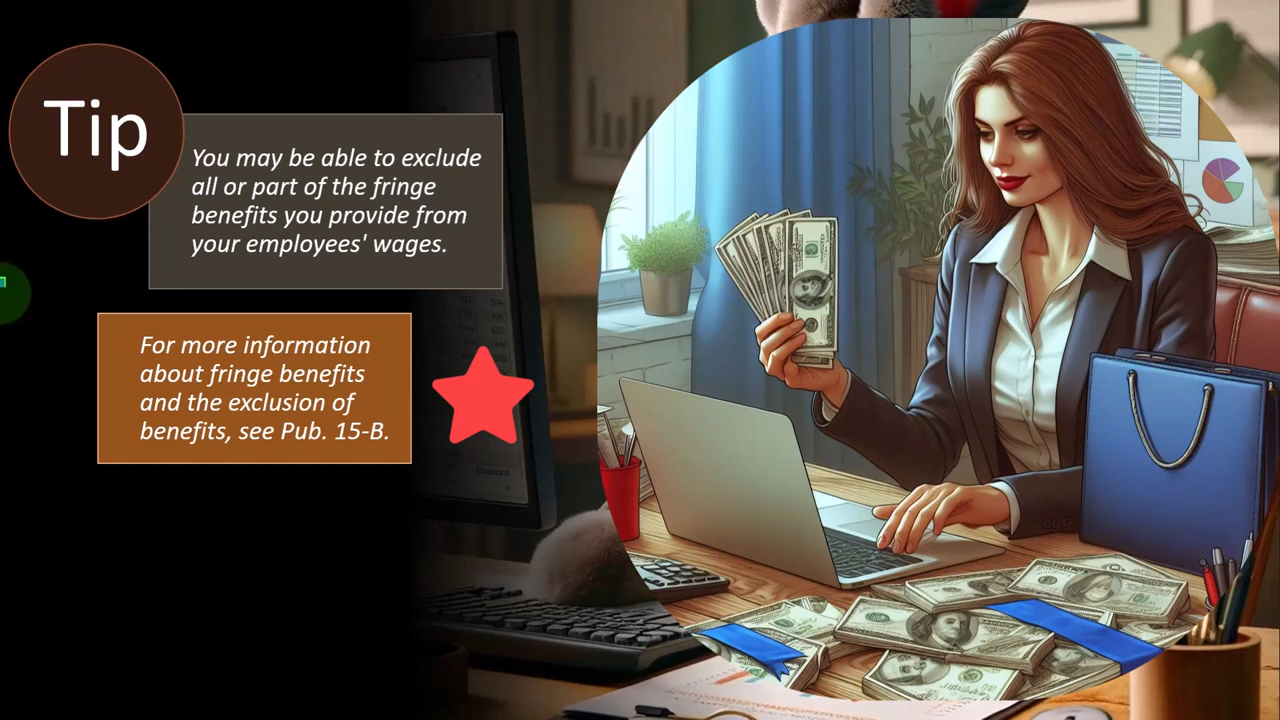 Tip
You may be able to exclude
all or part of the fringe
benefits you provide from
your employees' wages.
For more information
about fringe benefits
and the exclusion of
benefits, see Pub. 15-B.